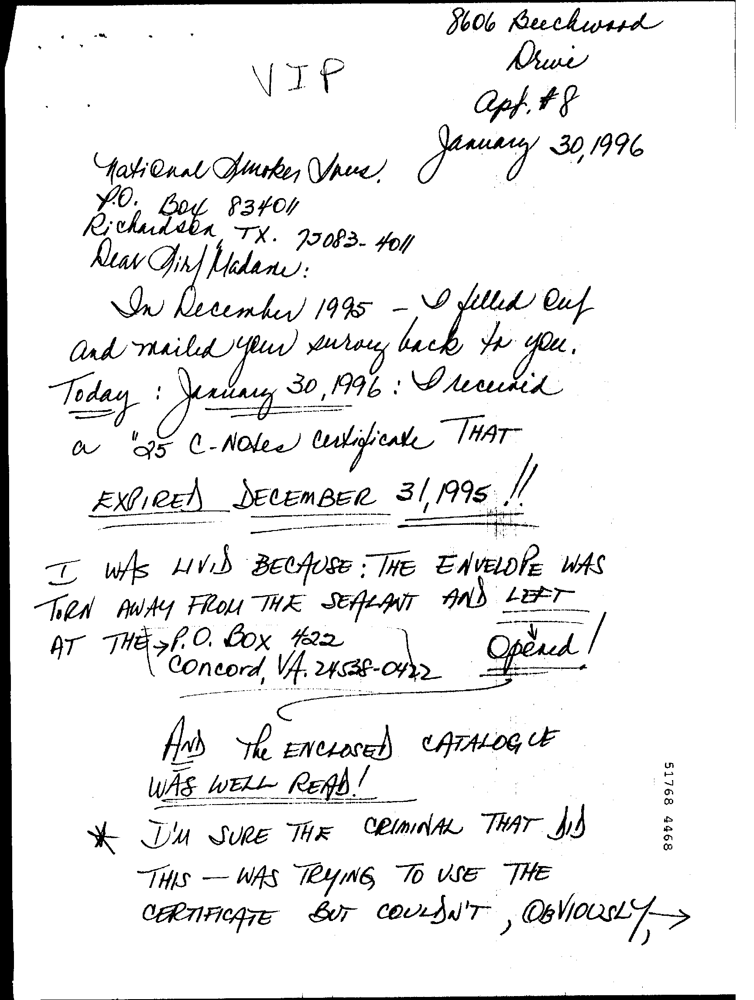 8606 Beechwood
Drive
VIP
Apt. #8
January 30, 1996
National Smoker
P.O. Box 834011
Richardson, TX. 75083-4011
Dear Sir/Madame:
In December 1995 - I filled out
and mailed your survey back to you.
Today: January 30, 1996: I received
a "25 C-Notes certificate THAT
EXPIRED DECEMBER 31, 1995!!
I WAS LIVID BECAUSE: THE ENVELOPE WAS
TORN AWAY FROM THE SEALANT AND LEFT
AT THE → P.O. BOX 422 Opened!
Concord, VA. 24538-0422
AND The ENCLOSED CATALOGUE
WAS WELL READ!
* I'M SURE THE CRIMINAL THAT DID
THIS - WAS TRYING TO USE THE
CERTIFICATE BUT COULDN'T, OBVIOUSLY, →
51768 4468